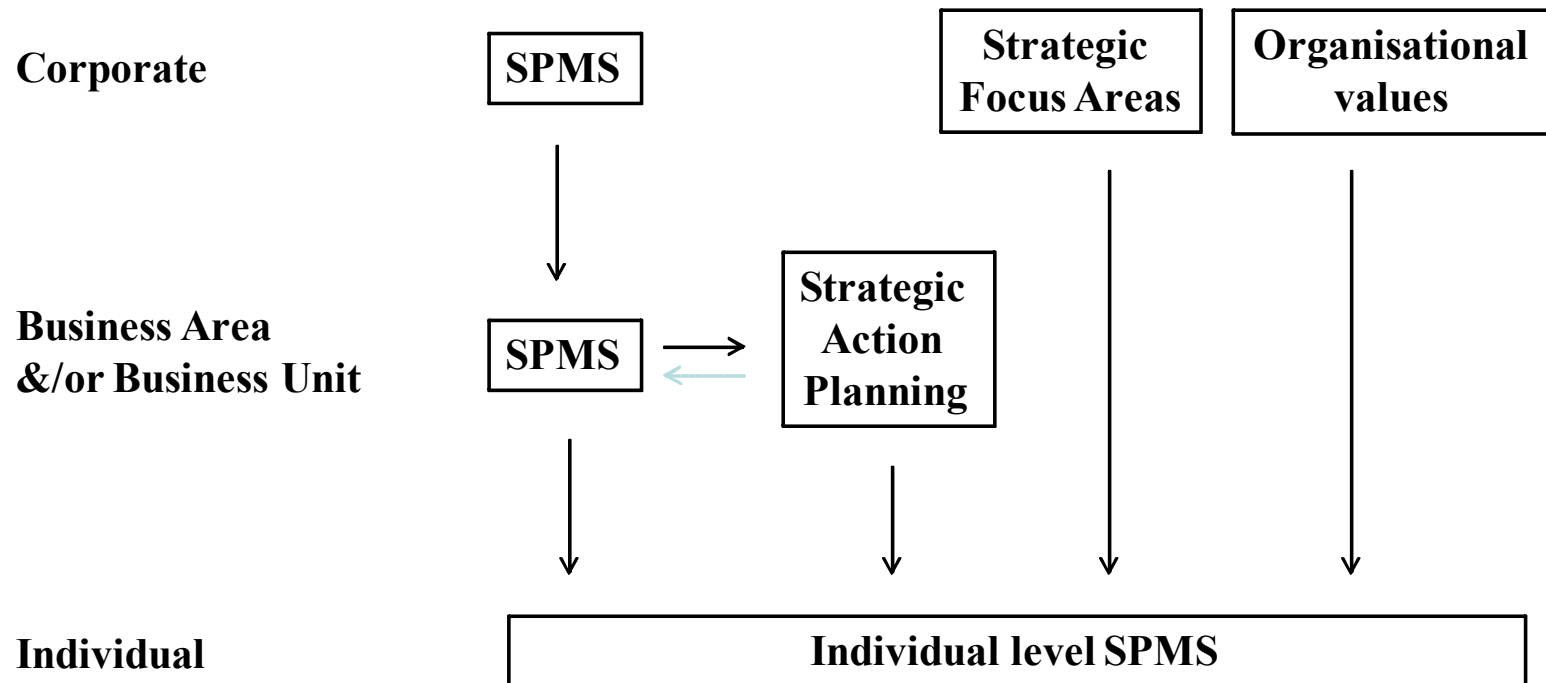 Corporate
SPMS
Strategic
Focus Areas
Organisational
values
Business Area
&/or Business Unit
SPMS
Strategic
Action
Planning
Individual
Individual level SPMS